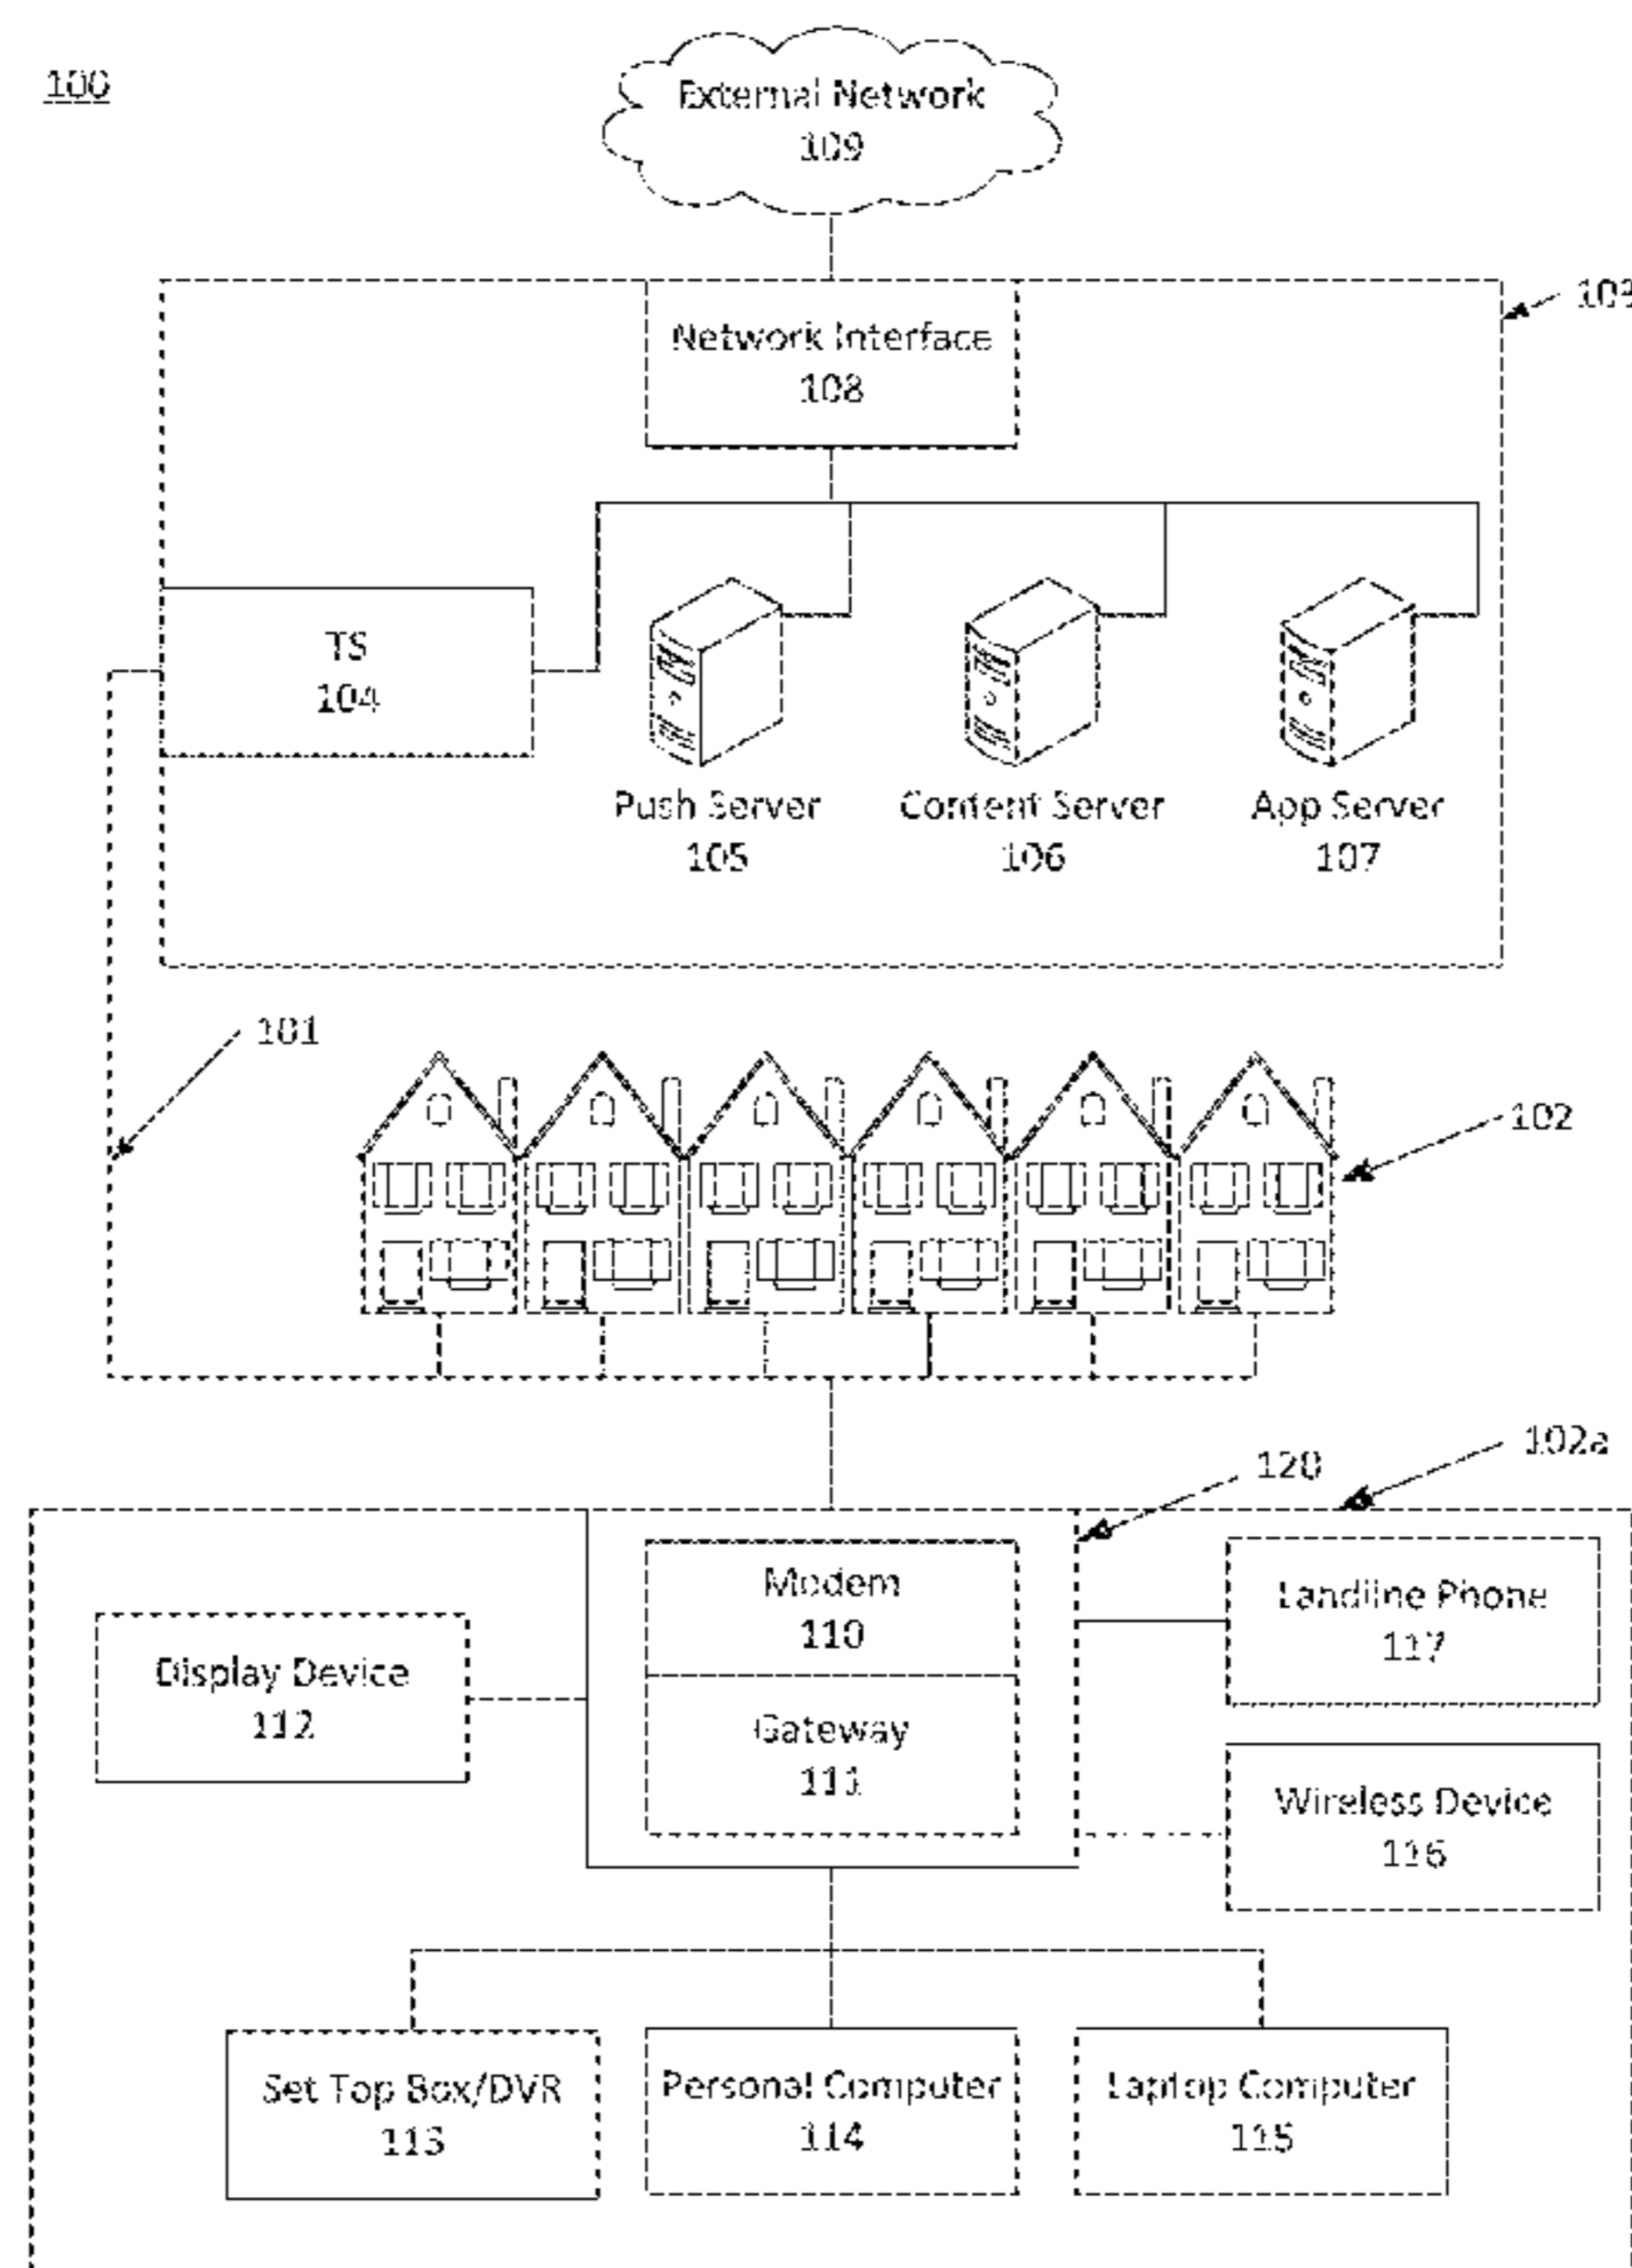 100
External Network
109
103
Network Interface
108
TS
104
Push Server
105
Content Server
106
App Server
107
101
102
102a
120
Modem
110
Landline Phone
117
Display Device
112
Gateway
111
Wireless Device
116
Set Top Box/DVR
113
Personal Computer
114
Laptop Computer
115